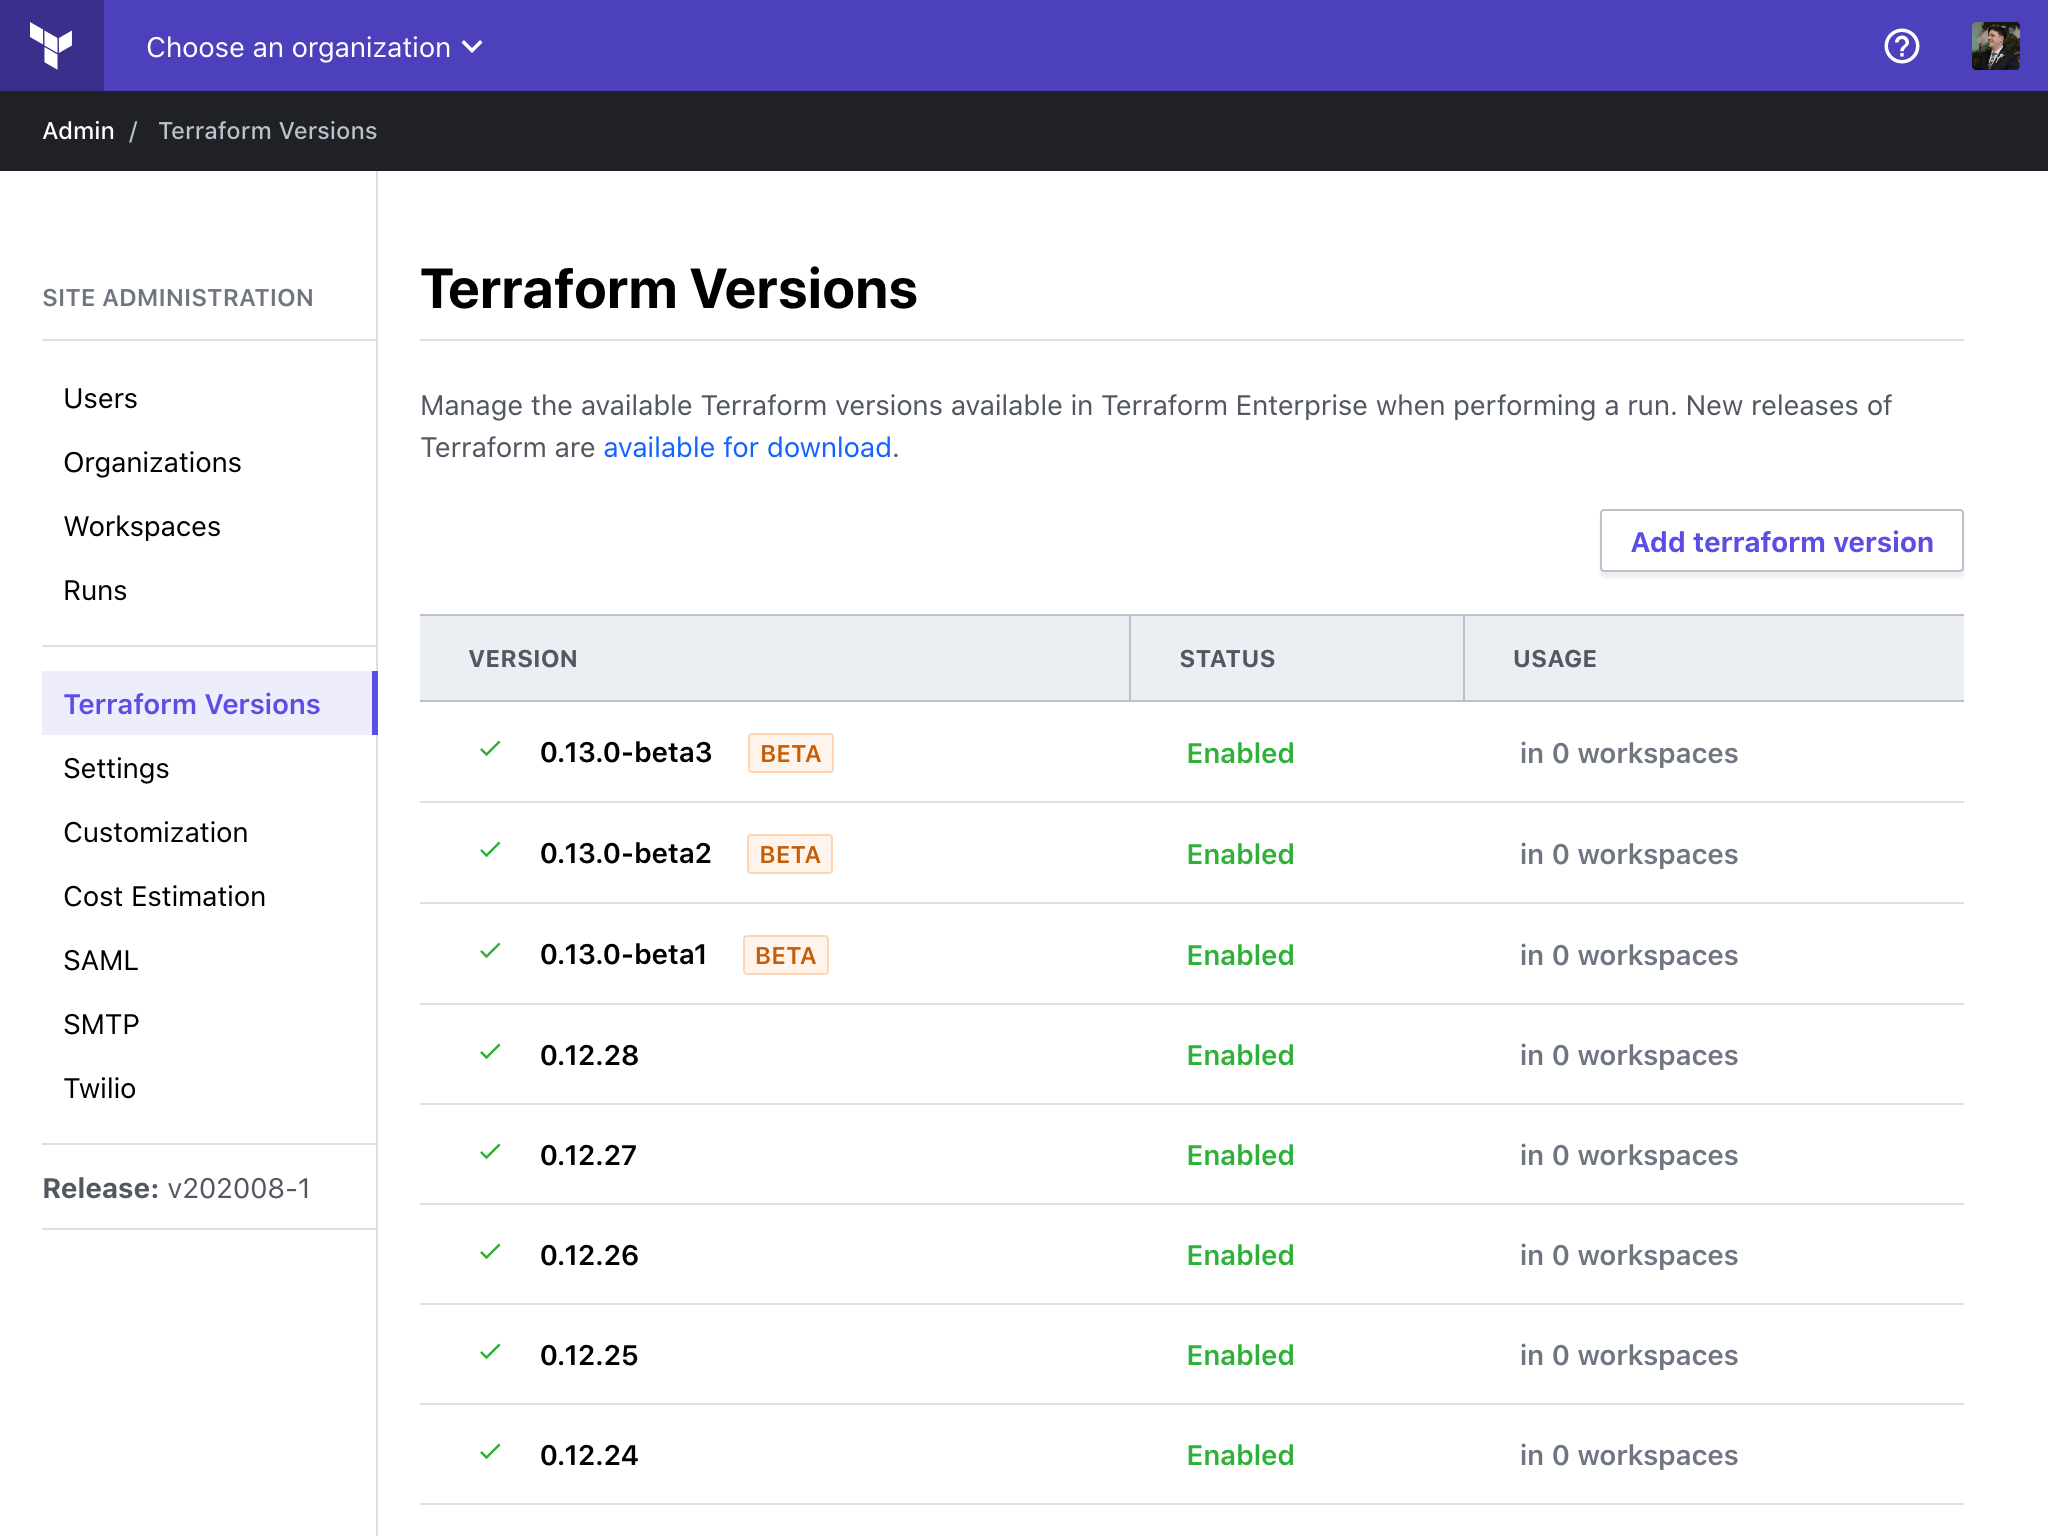 Choose an organization
Admin / Terraform Versions
SITE ADMINISTRATION
Users
Organizations
Workspaces
Runs
Terraform Versions
Settings
Customization
Cost Estimation
SAML
SMTP
Twilio
Release: v202008-1
Terraform Versions
Manage the available Terraform versions available in Terraform Enterprise when performing a run. New releases of
Terraform are available for download.
Add terraform version
VERSION STATUS USAGE
0.13.0-beta3 BETA Enabled in 0 workspaces
0.13.0-beta2 BETA Enabled in 0 workspaces
0.13.0-beta1 BETA Enabled in 0 workspaces
0.12.28 Enabled in 0 workspaces
0.12.27 Enabled in 0 workspaces
0.12.26 Enabled in 0 workspaces
0.12.25 Enabled in 0 workspaces
0.12.24 Enabled in 0 workspaces